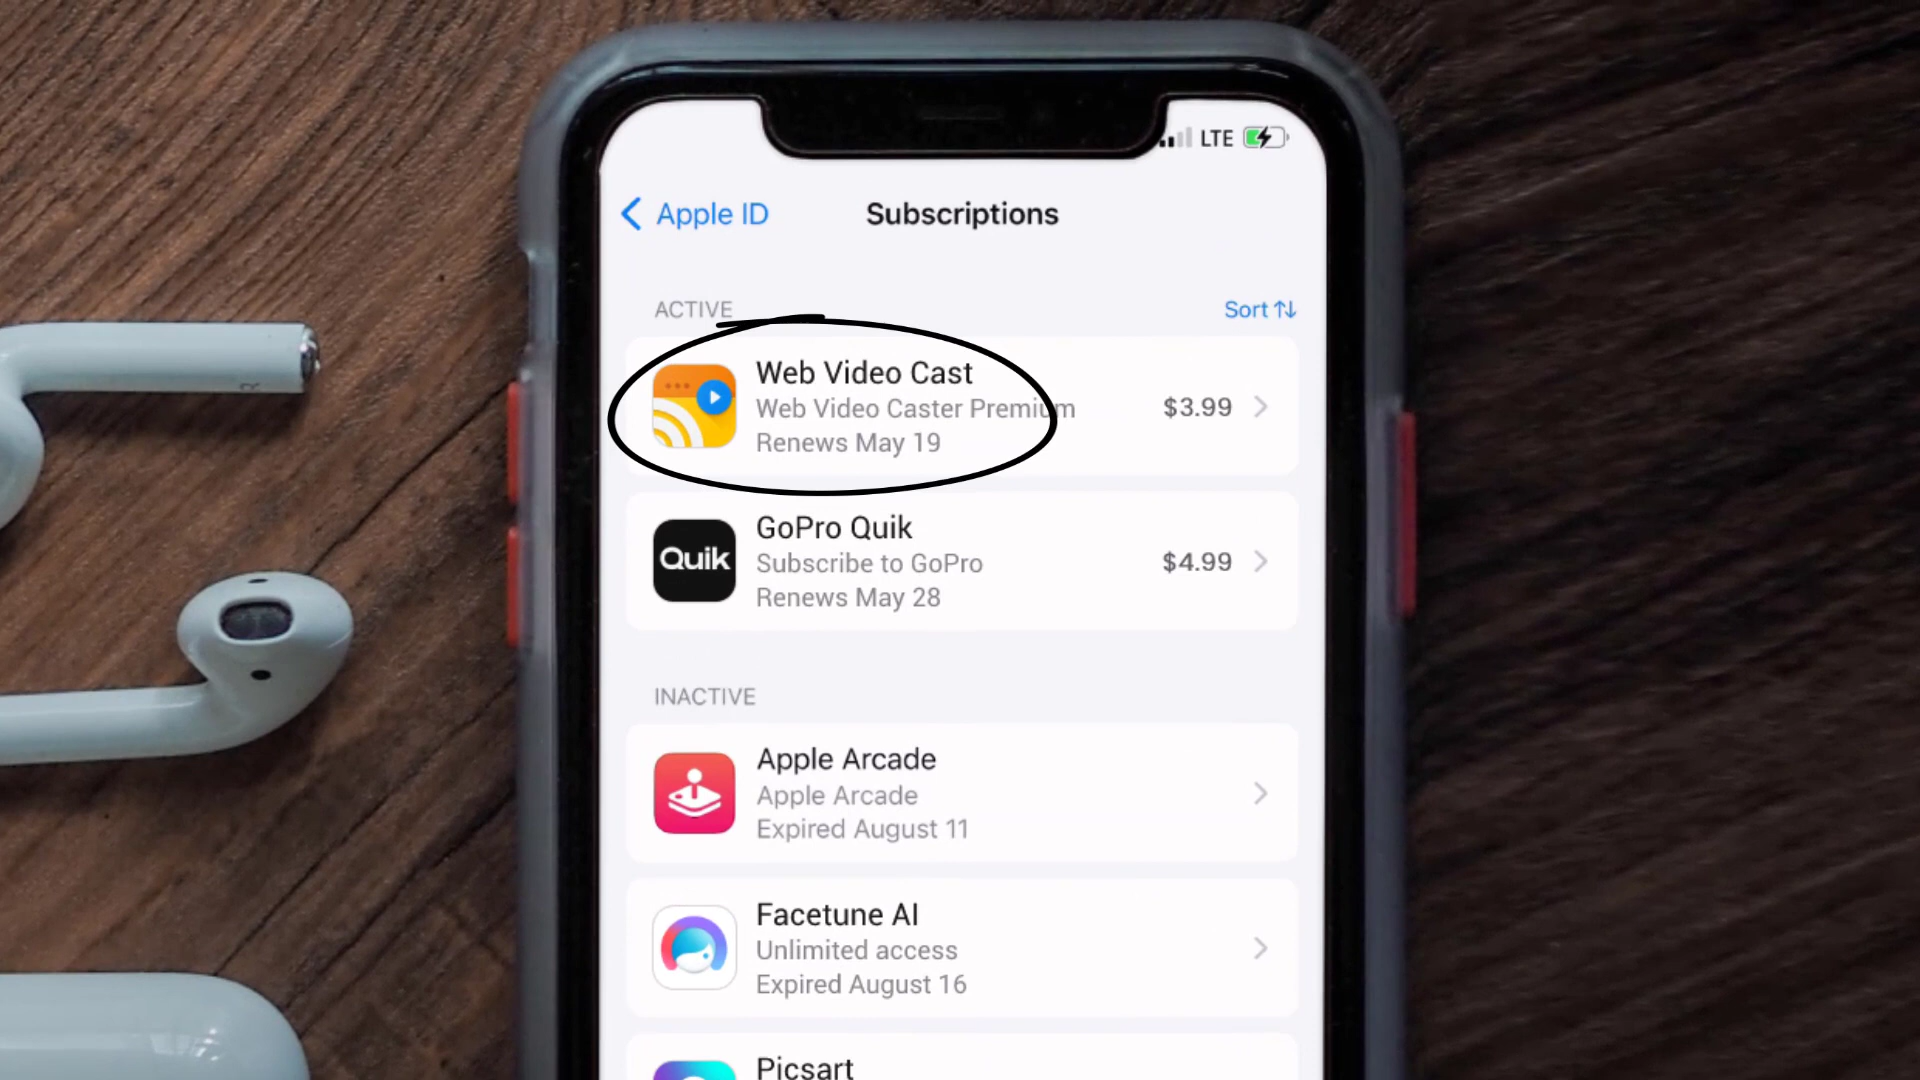 LTE
Apple ID
Subscriptions
ACTIVE
Sort
Web Video Cast
Web Video Caster Premium
Renews May 19
$3.99
Quik
GoPro Quik
Subscribe to GoPro
Renews May 28
$4.99
INACTIVE
Apple Arcade
Apple Arcade
Expired August 11
Facetune AI
Unlimited access
Expired August 16
Picsart